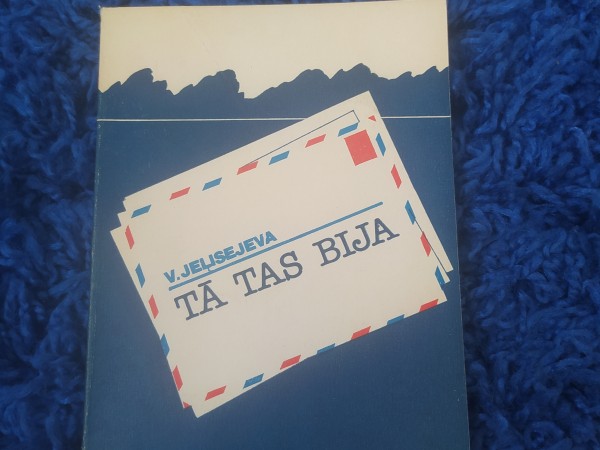 V. JEĻISEJEVA
TĀ TAS BIJA